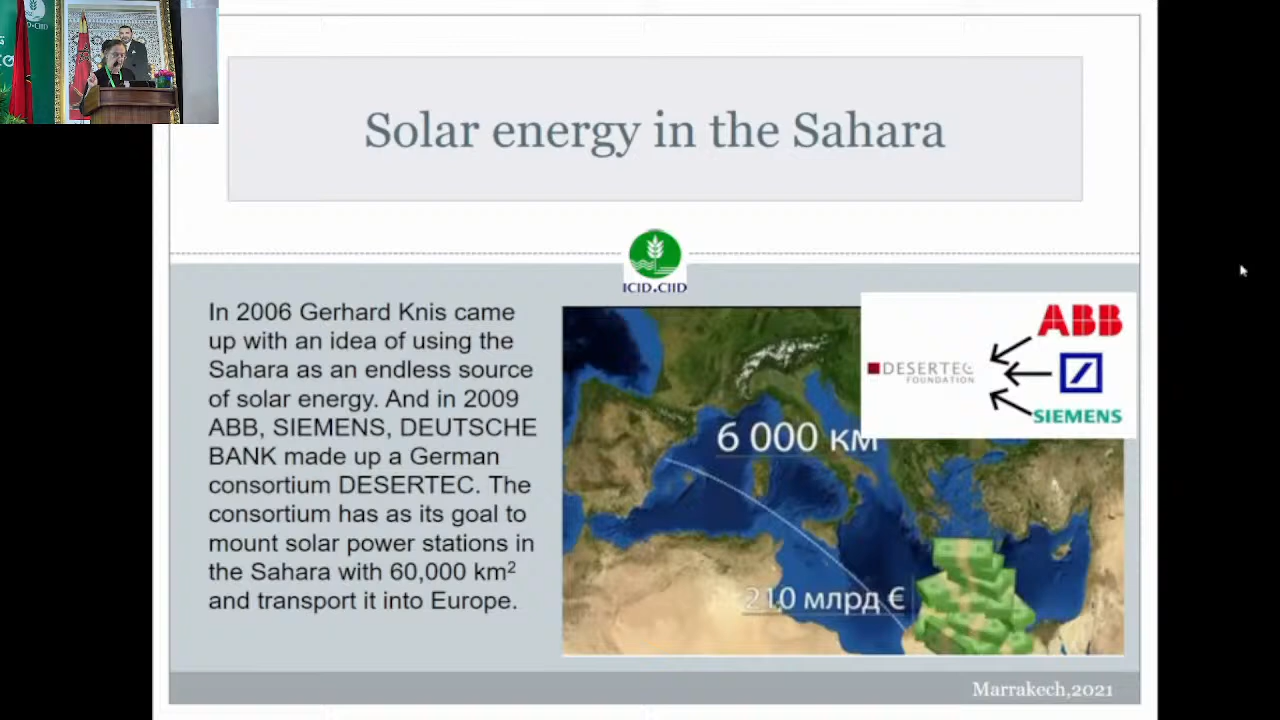 CIID
Solar energy in the Sahara
ICID.CIID
In 2006 Gerhard Knis came
up with an idea of using the
Sahara as an endless source
of solar energy. And in 2009
ABB, SIEMENS, DEUTSCHE
BANK made up a German
consortium DESERTEC. The
consortium has as its goal to
mount solar power stations in
the Sahara with 60,000 km²
and transport it into Europe.
ABB
DESERTEC
FOUNDATION
SIEMENS
6 000 км
210 млрд €
Marrakech,2021